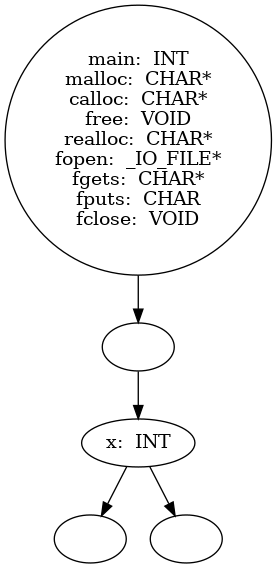 main:  INT
malloc:  CHAR*
calloc:  CHAR*
free:  VOID
realloc:  CHAR*
fopen:  _IO_FILE*
fgets:  CHAR*
fputs:  CHAR
fclose:  VOID
x:  INT